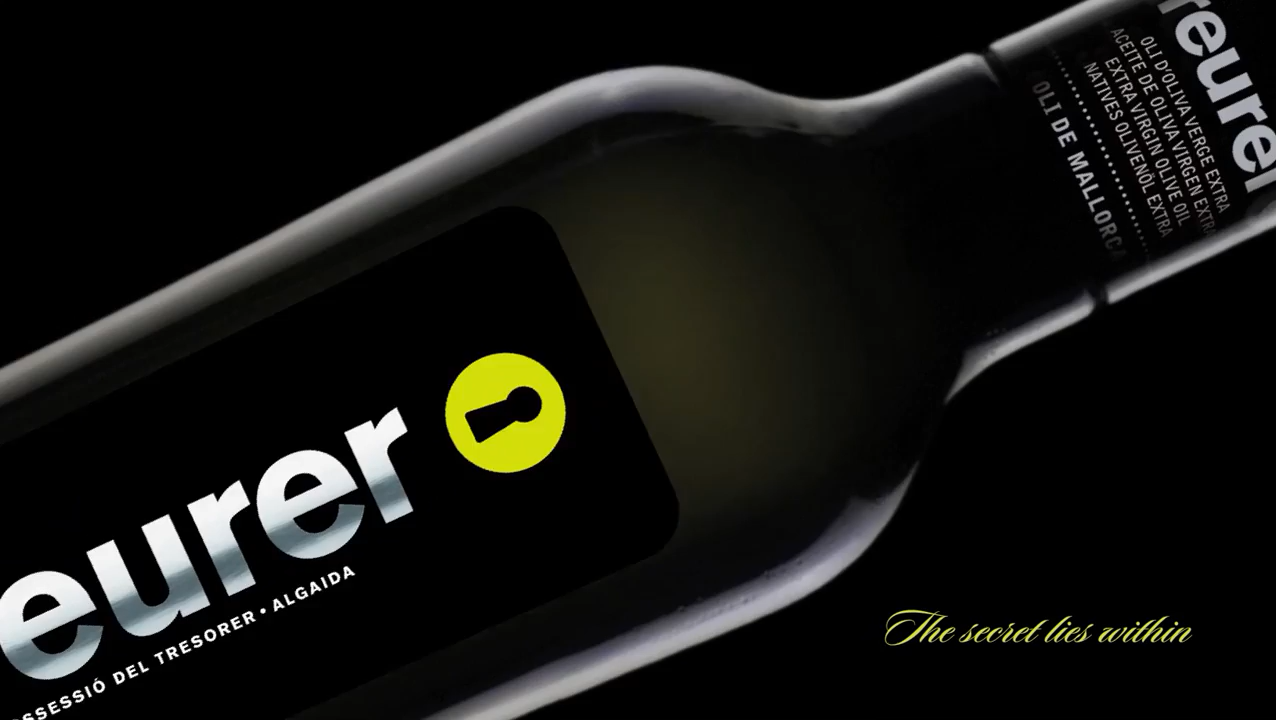 eurer
POSSESSIÓ DEL TRESORER • ALGAIDA
reurer
OLI D'OLIVA VERGE EXTRA
ACEITE DE OLIVA VIRGEN EXTRA
EXTRA VIRGIN OLIVE OIL
NATIVES OLIVENÖL EXTRA
OLI DE MALLORCA
The secret lies within